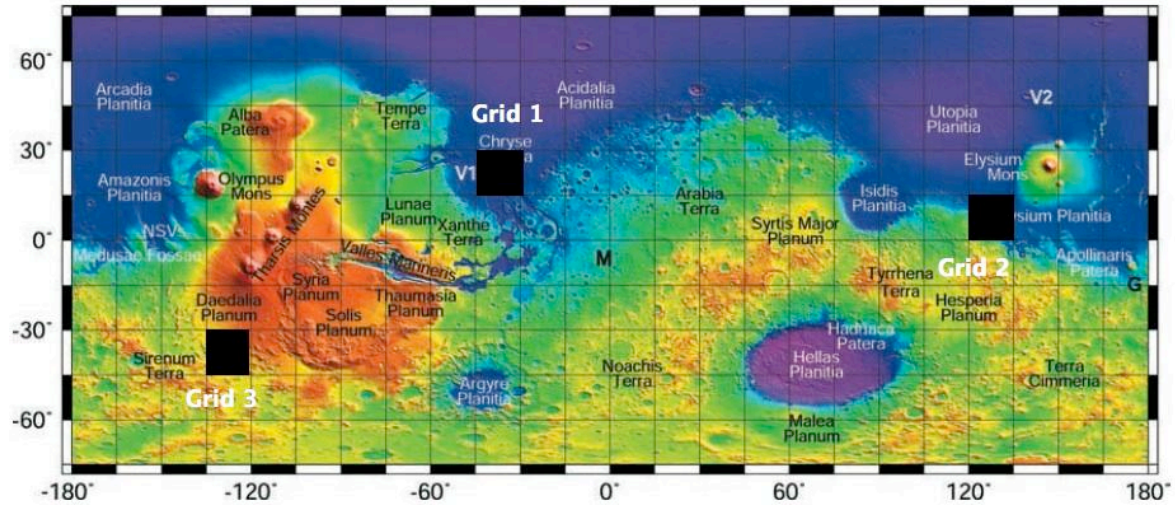 60°
30°
0°
-30°
-60°
Arcadia
Planitia
Alba
Patera
Tempe
Terra
Acidalia
Planitia
Grid 1
Chryse
a
V1
Utopia
Planitia
V2
Elysium
Mons
Amazonis
Planitia
Olympus
Mons
Tharsis Montes
Lunae
Planum
Xanthe
Terra
Arabia
Terra
Isidis
Planitia
Syrtis Major
Planum
ysium Planitia
NSV
Medusae Fossae
Valles Marineris
M
Apollinaris
Patera
G
Grid 2
Daedalia
Planum
Syria
Planum
Solis
Planum
Thaumasia
Planum
Tyrrhena
Terra
Hesperia
Planum
Sirenum
Terra
Grid 3
Argyre
Planitia
Noachis
Terra
Hadriaca
Patera
Hellas
Planitia
Malea
Planum
Terra
Cimmeria
-180°
-120°
-60°
0°
60°
120°
180°